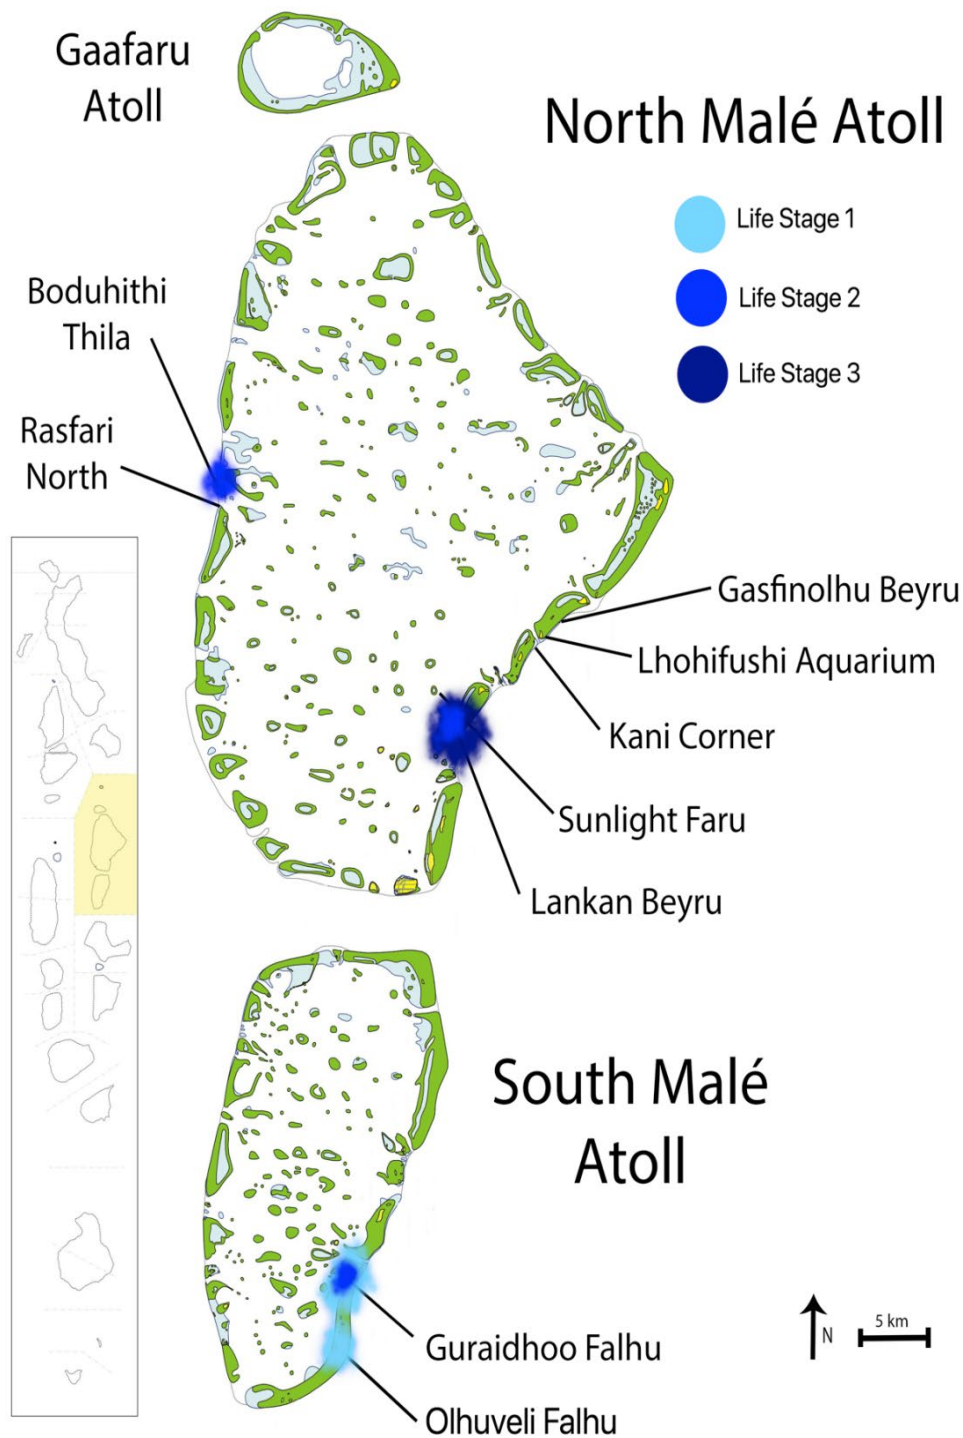 Gaafaru
Atoll
North Malé Atoll
Life Stage 1
Life Stage 2
Life Stage 3
Boduhithi
Thila
Rasfari
North
Gasfinolhu Beyru
Lhohifushi Aquarium
Kani Corner
Sunlight Faru
Lankan Beyru
South Malé
Atoll
Guraidhoo Falhu
Olhuveli Falhu
N
5 km